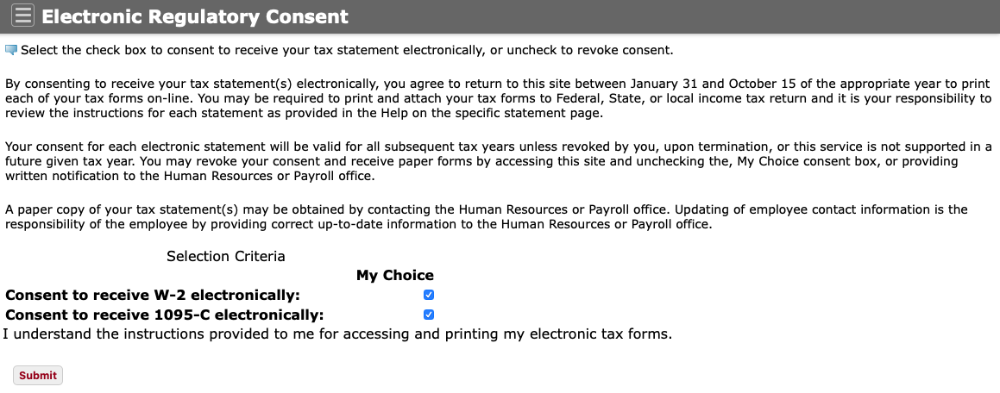 Electronic Regulatory Consent
Select the check box to consent to receive your tax statement electronically, or uncheck to revoke consent.
By consenting to receive your tax statement(s) electronically, you agree to return to this site between January 31 and October 15 of the appropriate year to print
each of your tax forms on-line. You may be required to print and attach your tax forms to Federal, State, or local income tax return and it is your responsibility to
review the instructions for each statement as provided in the Help on the specific statement page.
Your consent for each electronic statement will be valid for all subsequent tax years unless revoked by you, upon termination, or this service is not supported in a
future given tax year. You may revoke your consent and receive paper forms by accessing this site and unchecking the, My Choice consent box, or providing
written notification to the Human Resources or Payroll office.
A paper copy of your tax statement(s) may be obtained by contacting the Human Resources or Payroll office. Updating of employee contact information is the
responsibility of the employee by providing correct up-to-date information to the Human Resources or Payroll office.
Selection Criteria
My Choice
Consent to receive W-2 electronically:
Consent to receive 1095-C electronically:
I understand the instructions provided to me for accessing and printing my electronic tax forms.
Submit